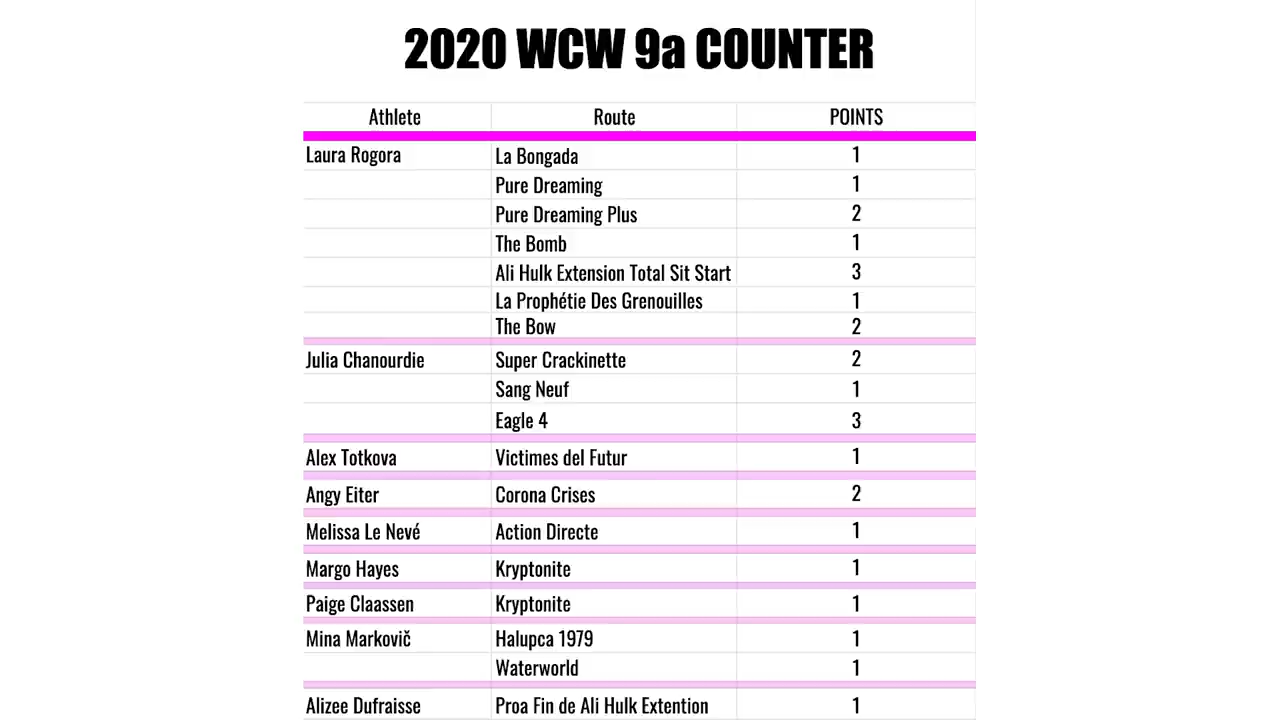 2020 WCW 9a COUNTER
Athlete Route POINTS
Laura Rogora La Bongada 1
Pure Dreaming 1
Pure Dreaming Plus 2
The Bomb 1
Ali Hulk Extension Total Sit Start 3
La Prophétie Des Grenouilles 1
The Bow 2
Julia Chanourdie Super Crackinette 2
Sang Neuf 1
Eagle 4 3
Alex Totkova Victimes del Futur 1
Angy Eiter Corona Crises 2
Melissa Le Nevé Action Directe 1
Margo Hayes Kryptonite 1
Paige Claassen Kryptonite 1
Mina Markovič Halupca 1979 1
Waterworld 1
Alizee Dufraisse Proa Fin de Ali Hulk Extention 1